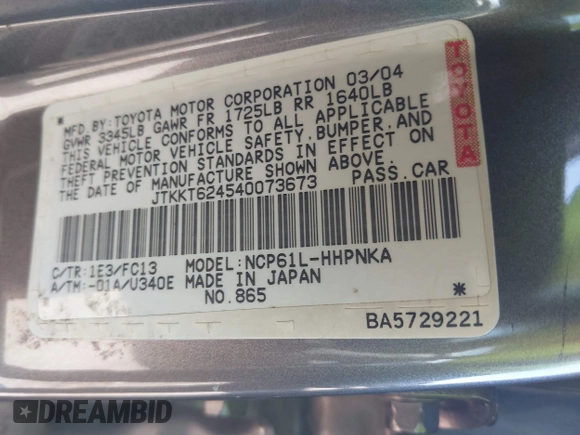 MFD.BY:TOYOTA MOTOR CORPORATION 03/04
GVWR 3345LB GAWR FR 1725LB RR 1640LB
THIS VEHICLE CONFORMS TO ALL APPLICABLE
FEDERAL MOTOR VEHICLE SAFETY,BUMPER,AND
THEFT PREVENTION STANDARDS IN EFFECT ON
THE DATE OF MANUFACTURE SHOWN ABOVE.
JTKKT624540073673 PASS.CAR
C/TR:1E3/FC13 MODEL:NCP61L-HHPNKA
A/TM:-01A/U340E MADE IN JAPAN
NO.865
BA5729221
TOYOTA
DREAMBID